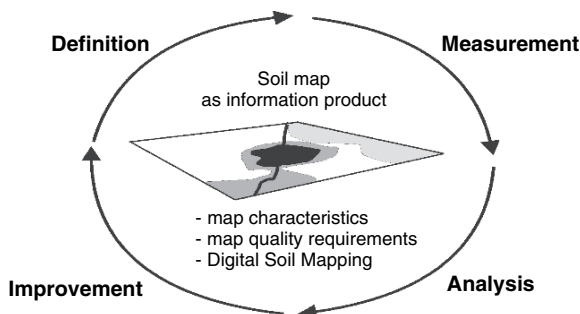 Definition
Measurement
Soil map
as information product
- map characteristics
- map quality requirements
- Digital Soil Mapping
Improvement
Analysis